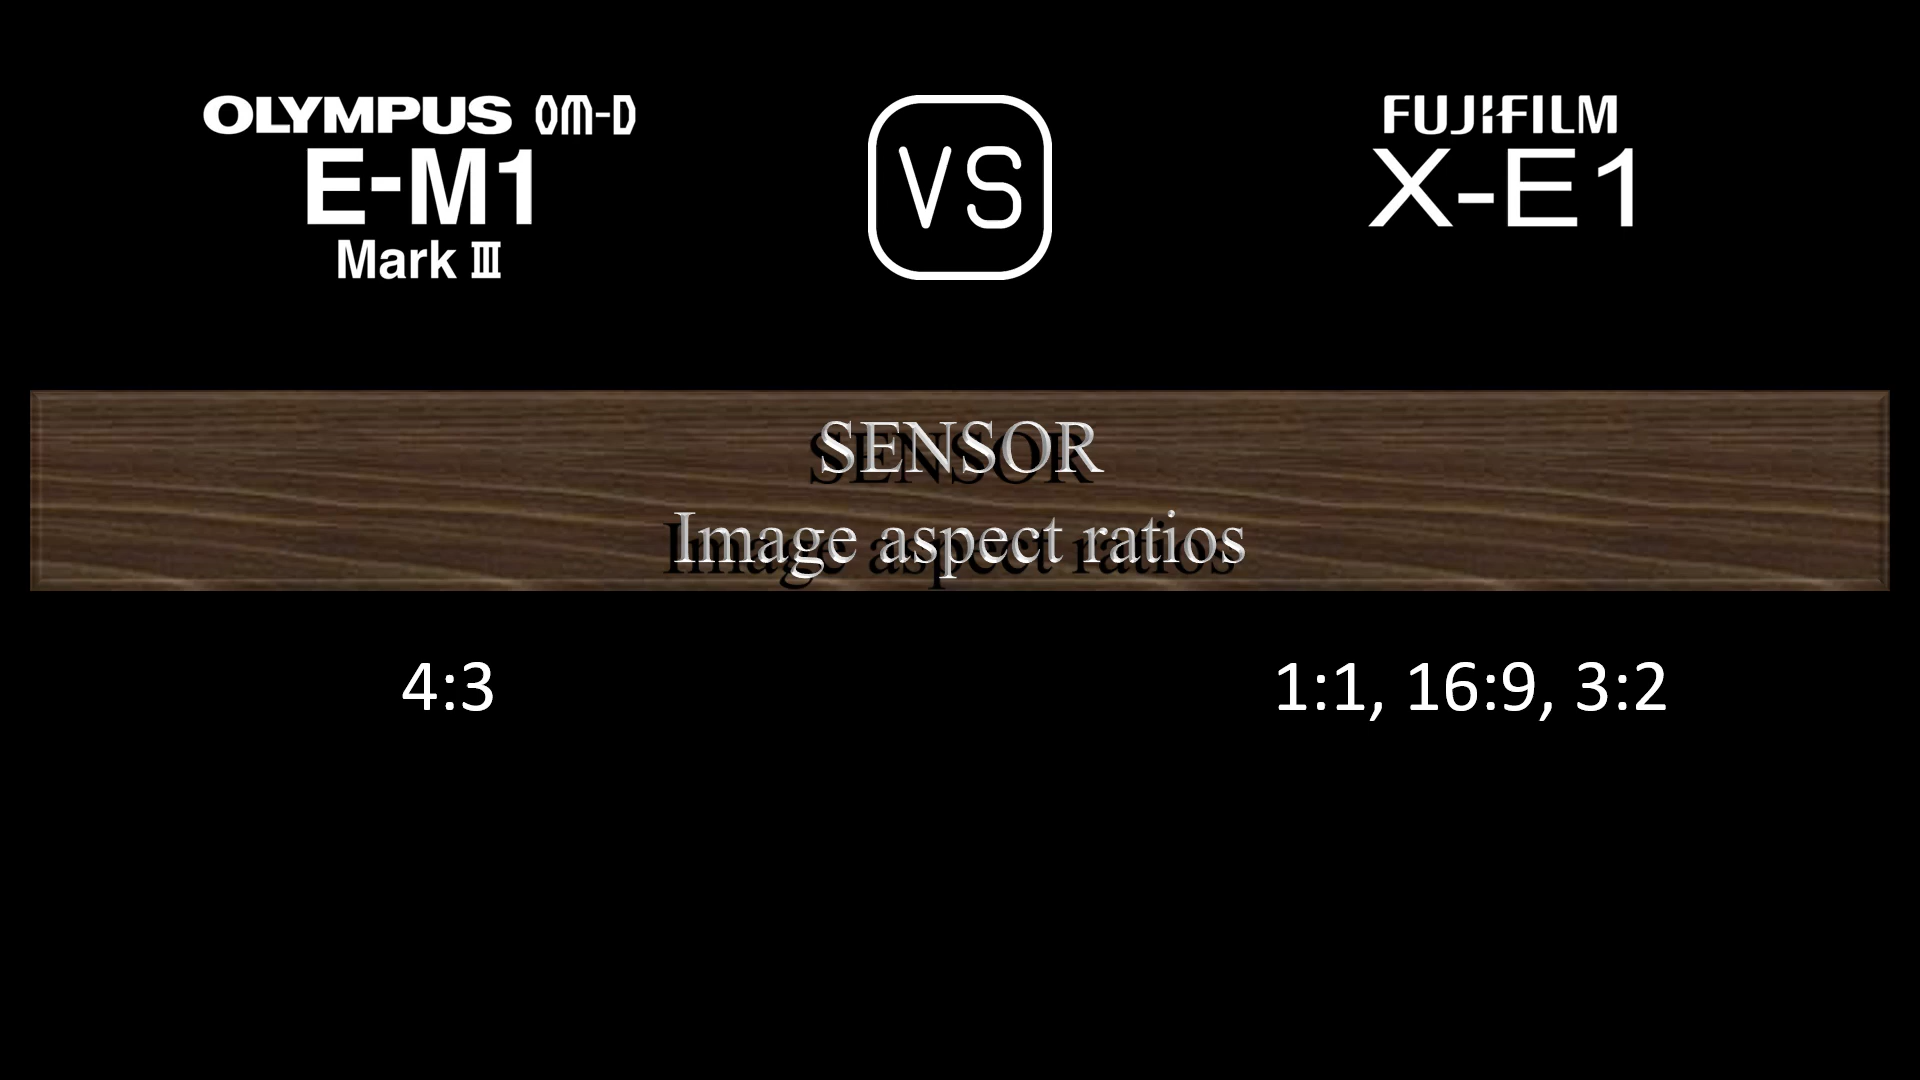 OLYMPUS OM-D
E-M1
Mark III
VS
FUJIFILM
X-E1
SENSOR
Image aspect ratios
4:3
1:1, 16:9, 3:2